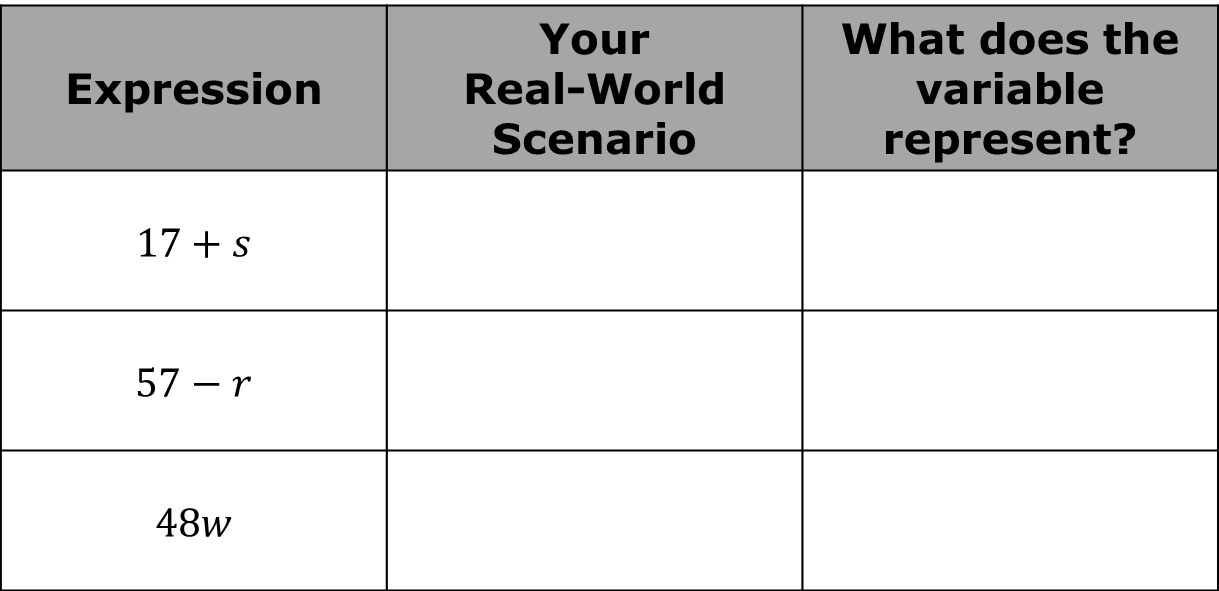 Expression
Your
Real-World
Scenario
What does the
variable
represent?
17 + s
57 − r
48w